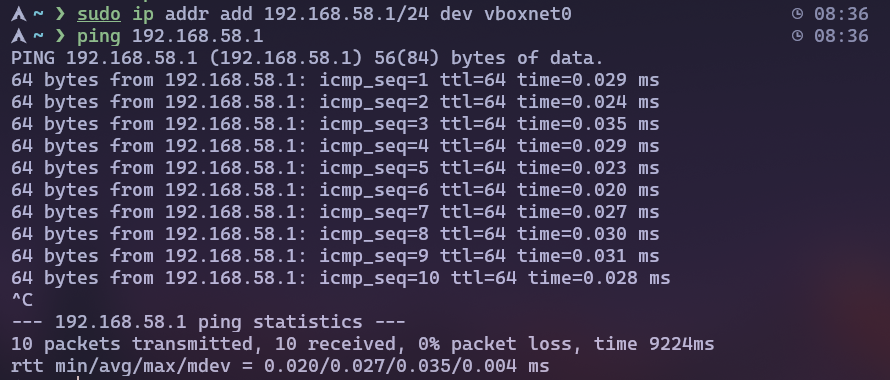 ~ ❯ sudo ip addr add 192.168.58.1/24 dev vboxnet0 08:36
~ ❯ ping 192.168.58.1 08:36
PING 192.168.58.1 (192.168.58.1) 56(84) bytes of data.
64 bytes from 192.168.58.1: icmp_seq=1 ttl=64 time=0.029 ms
64 bytes from 192.168.58.1: icmp_seq=2 ttl=64 time=0.024 ms
64 bytes from 192.168.58.1: icmp_seq=3 ttl=64 time=0.035 ms
64 bytes from 192.168.58.1: icmp_seq=4 ttl=64 time=0.029 ms
64 bytes from 192.168.58.1: icmp_seq=5 ttl=64 time=0.023 ms
64 bytes from 192.168.58.1: icmp_seq=6 ttl=64 time=0.020 ms
64 bytes from 192.168.58.1: icmp_seq=7 ttl=64 time=0.027 ms
64 bytes from 192.168.58.1: icmp_seq=8 ttl=64 time=0.030 ms
64 bytes from 192.168.58.1: icmp_seq=9 ttl=64 time=0.031 ms
64 bytes from 192.168.58.1: icmp_seq=10 ttl=64 time=0.028 ms
^C
--- 192.168.58.1 ping statistics ---
10 packets transmitted, 10 received, 0% packet loss, time 9224ms
rtt min/avg/max/mdev = 0.020/0.027/0.035/0.004 ms